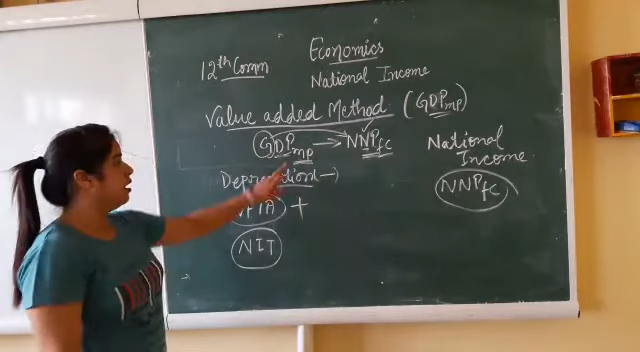 12th Comm
Economics
National Income
Value added Method (GDPMP)
GDPMP → NNPFC
Depreciation -)
NFIA +
NIT
National
Income
NNPFC